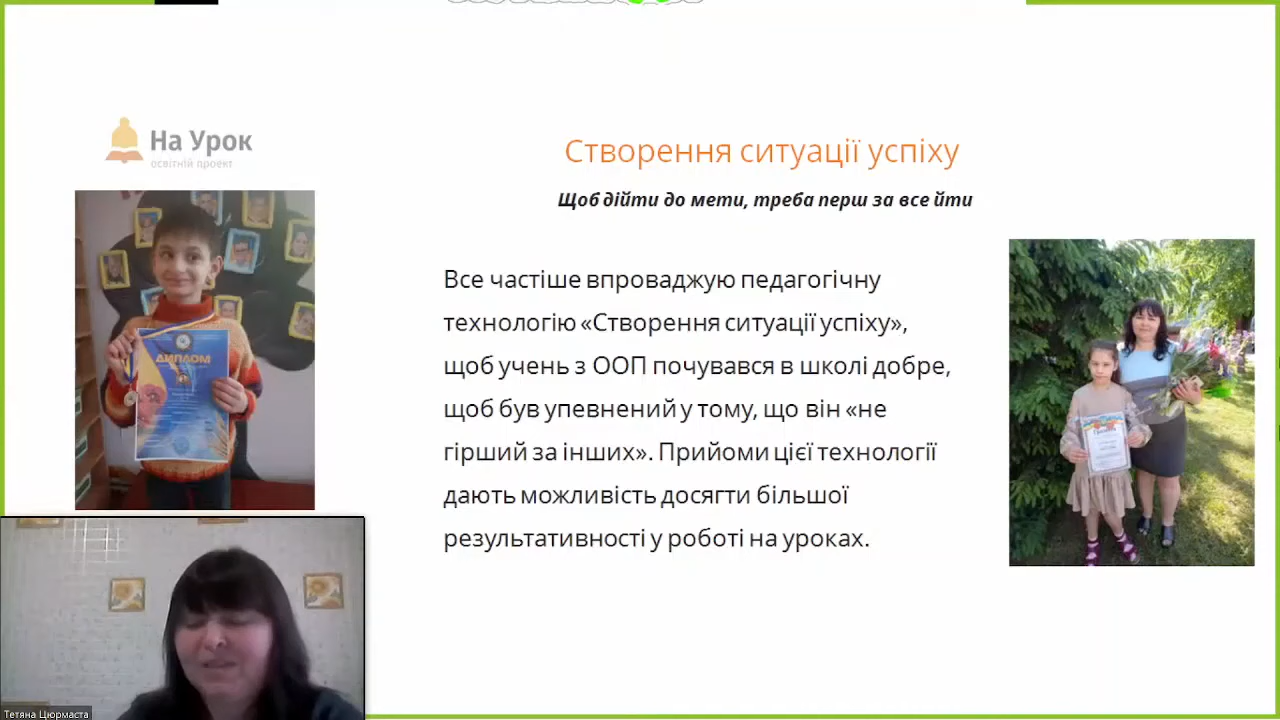 На Урок
освітній проект
Створення ситуації успіху
Щоб дійти до мети, треба перш за все йти
Все частіше впроваджую педагогічну
технологію «Створення ситуації успіху»,
щоб учень з ООП почувався в школі добре,
щоб був упевнений у тому, що він «не
гірший за інших». Прийоми цієї технології
дають можливість досягти більшої
результативності у роботі на уроках.
ДИПЛОМ
Тетяна Цюрмаста